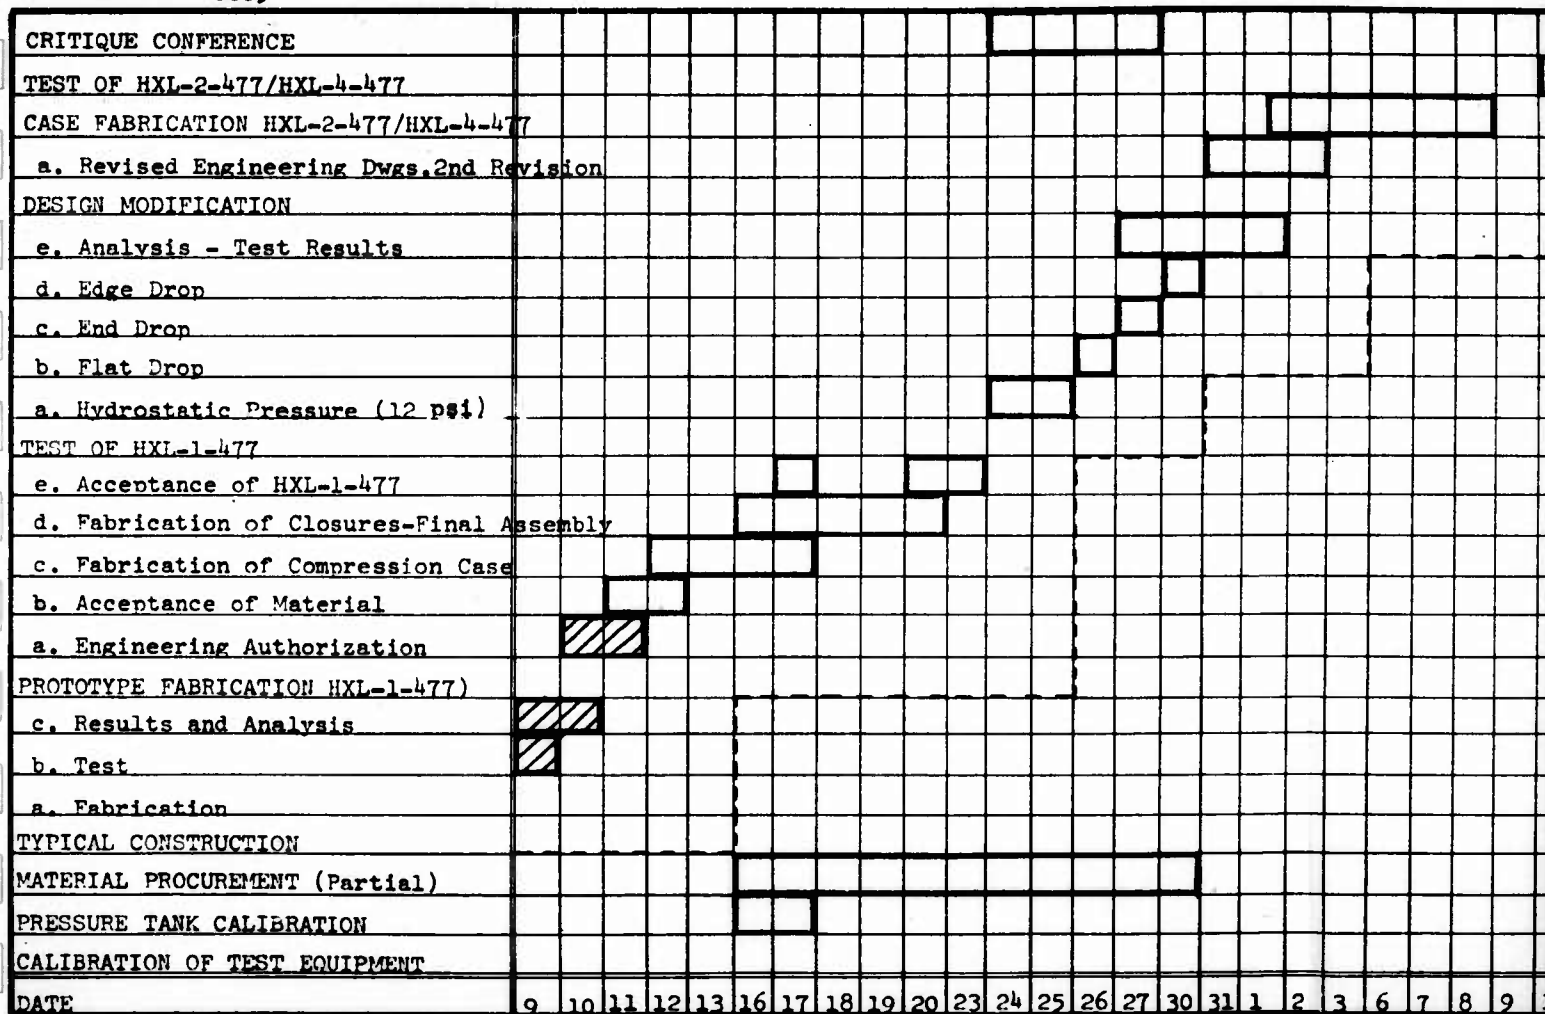 CRITIQUE CONFERENCE
TEST OF HXL-2-477/HXL-4-477
CASE FABRICATION HXL-2-477/HXL-4-477
a. Revised Engineering Dwgs.2nd Revision
DESIGN MODIFICATION
e. Analysis - Test Results
d. Edge Drop
c. End Drop
b. Flat Drop
a. Hydrostatic Pressure (12 psi)
TEST OF HXL-1-477
e. Acceptance of HXL-1-477
d. Fabrication of Closures-Final Assembly
c. Fabrication of Compression Case
b. Acceptance of Material
a. Engineering Authorization
PROTOTYPE FABRICATION HXL-1-477)
c. Results and Analysis
b. Test
a. Fabrication
TYPICAL CONSTRUCTION
MATERIAL PROCUREMENT (Partial)
PRESSURE TANK CALIBRATION
CALIBRATION OF TEST EQUIPMENT
DATE 9 10 11 12 13 16 17 18 19 20 23 24 25 26 27 30 31 1 2 3 6 7 8 9